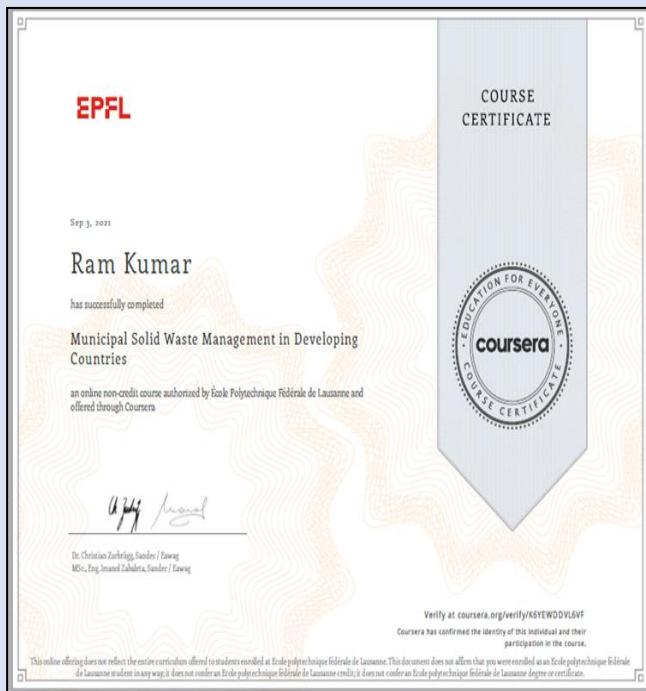 EPFL
COURSE
CERTIFICATE
Sep 3, 2021
Ram Kumar
has successfully completed
Municipal Solid Waste Management in Developing
Countries
an online non-credit course authorized by École Polytechnique Fédérale de Lausanne and
offered through Coursera
EDUCATION FOR EVERYONE
coursera
COURSE CERTIFICATE
Dr. Christian Zurbrügg, Sandec / Eawag
MSc., Eng. Imanol Zabaleta, Sandec / Eawag
Verify at coursera.org/verify/K6YEWDDVL6VF
Coursera has confirmed the identity of this individual and their
participation in the course.
This online offering does not reflect the entire curriculum offered to students enrolled at Ecole polytechnique fédérale de Lausanne. This document does not affirm that you were enrolled as an Ecole polytechnique fédérale
de Lausanne student in any way; it does not confer an Ecole polytechnique fédérale de Lausanne credit; it does not confer an Ecole polytechnique fédérale de Lausanne degree or certificate.